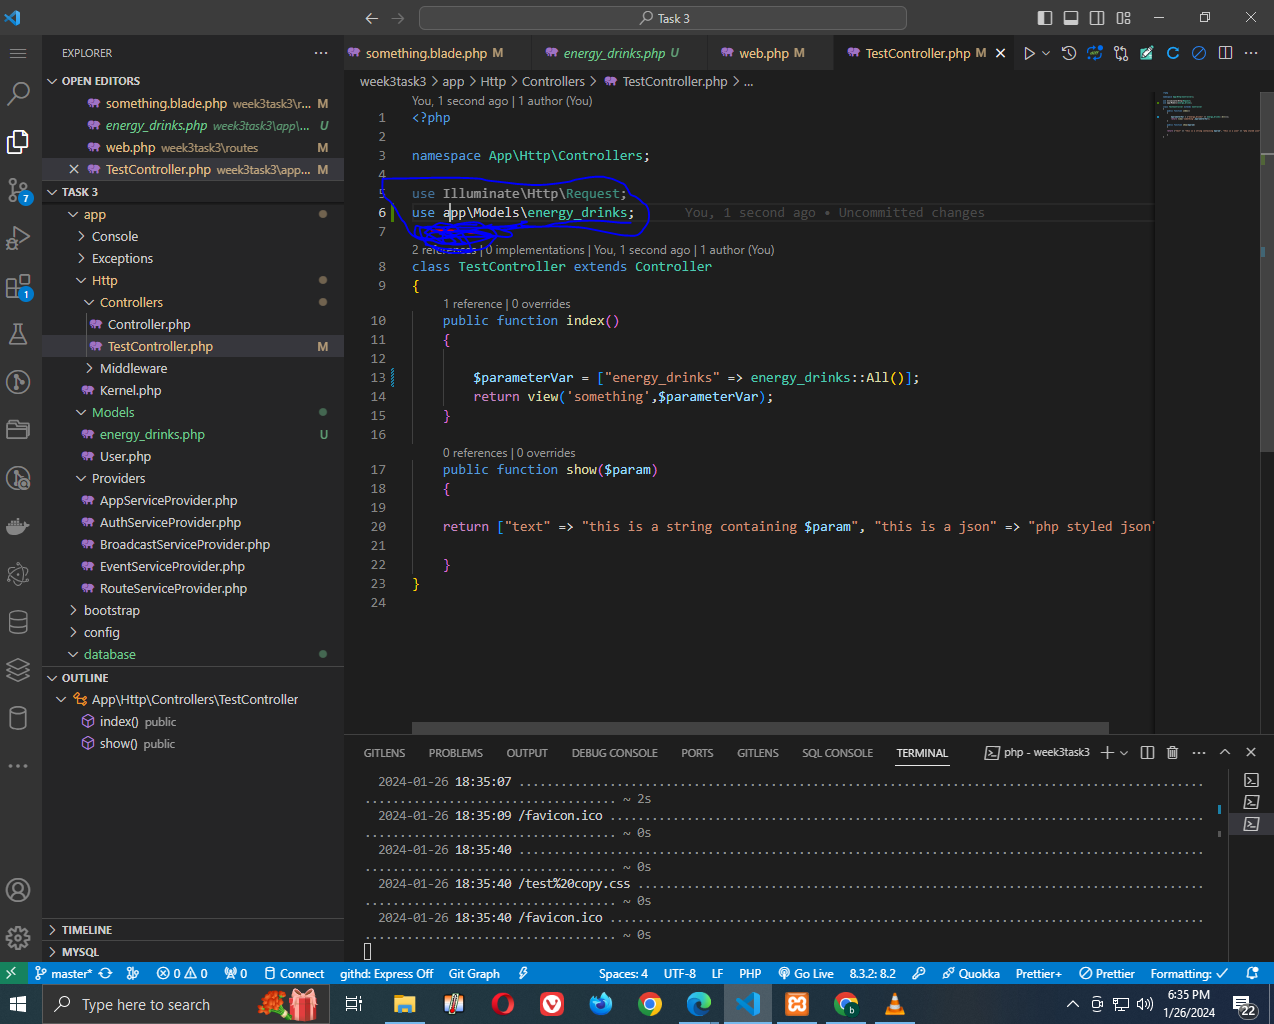 Task 3
EXPLORER
OPEN EDITORS
something.blade.php week3task3\r... M
energy_drinks.php week3task3\app\... U
web.php week3task3\routes M
TestController.php week3task3\app... M
TASK 3
app
Console
Exceptions
Http
Controllers
Controller.php
TestController.php M
Middleware
Kernel.php
Models
energy_drinks.php U
User.php
Providers
AppServiceProvider.php
AuthServiceProvider.php
BroadcastServiceProvider.php
EventServiceProvider.php
RouteServiceProvider.php
bootstrap
config
database
OUTLINE
App\Http\Controllers\TestController
index() public
show() public
TIMELINE
MYSQL
7
1
something.blade.php M
energy_drinks.php U
web.php M
TestController.php M
week3task3 > app > Http > Controllers > TestController.php > ...
You, 1 second ago | 1 author (You)
1 <?php
2
3 namespace App\Http\Controllers;
4
5 use Illuminate\Http\Request;
6 use app\Models\energy_drinks; You, 1 second ago • Uncommitted changes
7
2 references | 0 implementations | You, 1 second ago | 1 author (You)
8 class TestController extends Controller
9 {
1 reference | 0 overrides
10 public function index()
11 {
12
13 $parameterVar = ["energy_drinks" => energy_drinks::All()];
14 return view('something',$parameterVar);
15 }
16
0 references | 0 overrides
17 public function show($param)
18 {
19
20 return ["text" => "this is a string containing $param", "this is a json" => "php styled json"
21
22 }
23 }
24
GITLENS PROBLEMS OUTPUT DEBUG CONSOLE PORTS GITLENS SQL CONSOLE TERMINAL php - week3task3
2024-01-26 18:35:07 ........................................................................................
................................ ~ 2s
2024-01-26 18:35:09 /favicon.ico ............................................................................
................................ ~ 0s
2024-01-26 18:35:40 ........................................................................................
................................ ~ 0s
2024-01-26 18:35:40 /test%20copy.css ........................................................................
................................ ~ 0s
2024-01-26 18:35:40 /favicon.ico ............................................................................
................................ ~ 0s
master* 0 0 0 Connect githd: Express Off Git Graph Spaces: 4 UTF-8 LF PHP Go Live 8.3.2: 8.2 Quokka Prettier+ Prettier Formatting:
Type here to search
6:35 PM
1/26/2024
22